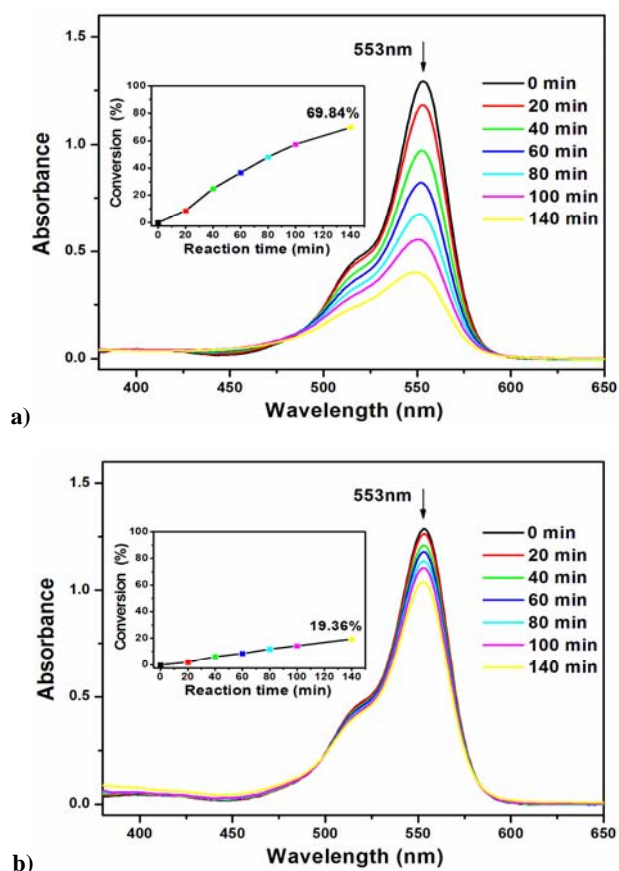 1.5
1.0
0.5
0.0
Absorbance
553nm
0 min
20 min
40 min
60 min
80 min
100 min
140 min
100
80
60
40
20
0
Conversion (%)
69.84%
0 20 40 60 80 100 120 140
Reaction time (min)
400 450 500 550 600 650
Wavelength (nm)
a)
1.5
1.0
0.5
0.0
Absorbance
553nm
0 min
20 min
40 min
60 min
80 min
100 min
140 min
100
80
60
40
20
0
Conversion (%)
19.36%
0 20 40 60 80 100 120 140
Reaction time (min)
400 450 500 550 600 650
Wavelength (nm)
b)